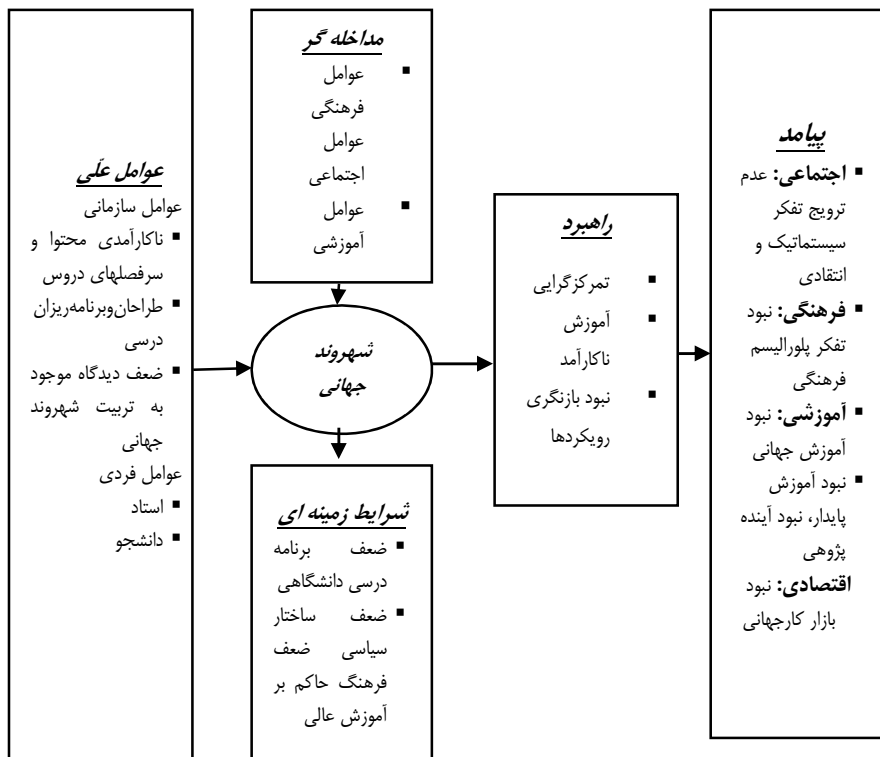 عوامل علّی
عوامل سازمانی
▪ ناکارآمدی محتوا و
سرفصلهای دروس
▪ طراحان‌وبرنامه‌ریزان
درسی
▪ ضعف دیدگاه موجود
به تربیت شهروند
جهانی
عوامل فردی
▪ استاد
▪ دانشجو
مداخله گر
▪ عوامل
فرهنگی
عوامل
اجتماعی
▪ عوامل
آموزشی
شهروند
جهانی
شرایط زمینه ای
▪ ضعف برنامه
درسی دانشگاهی
▪ ضعف ساختار
سیاسی ضعف
فرهنگ حاکم بر
آموزش عالی
راهبرد
▪ تمرکزگرایی
▪ آموزش
ناکارآمد
▪ نبود بازنگری
رویکردها
پیامد
▪ اجتماعی: عدم
ترویج تفکر
سیستماتیک و
انتقادی
▪ فرهنگی: نبود
تفکر پلورالیسم
فرهنگی
▪ آموزشی: نبود
آموزش جهانی
▪ نبود آموزش
پایدار، نبود آینده
پژوهی
اقتصادی: نبود
بازار کارجهانی